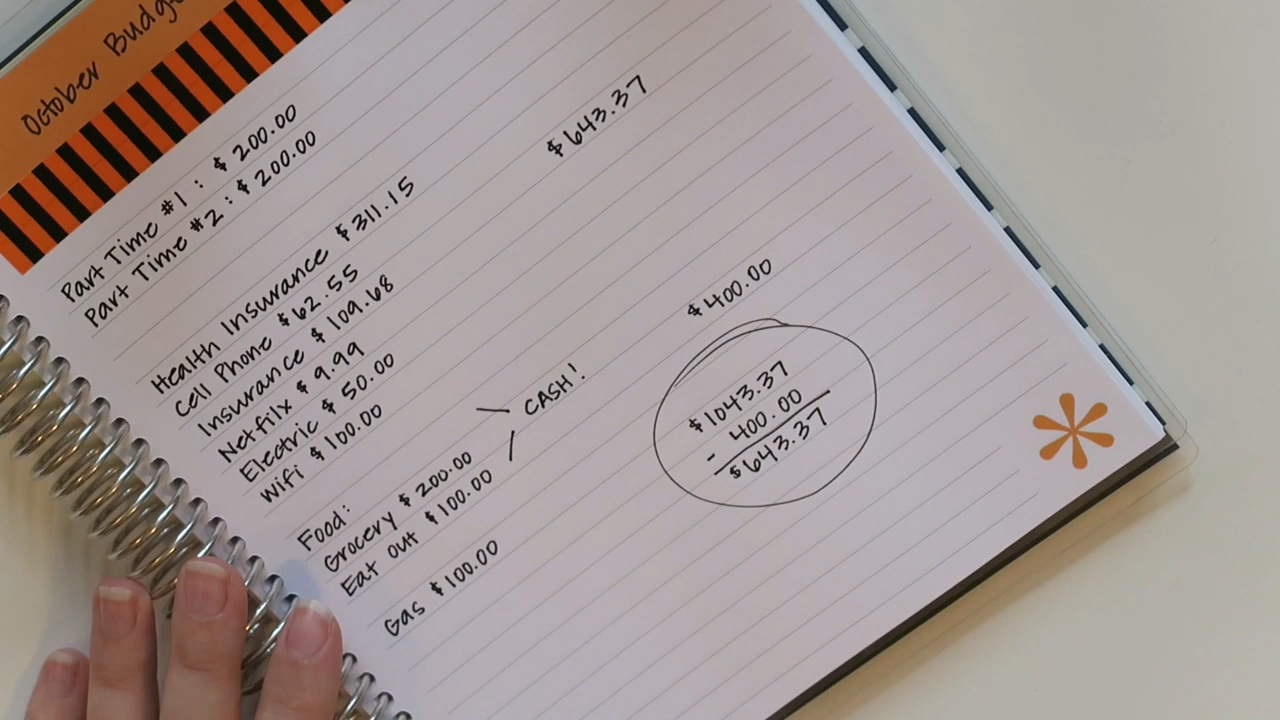 October Budg
Part Time #1 : $ 200.00
Part Time #2 : $ 200.00
Health Insurance $311.15
Cell Phone $62.55
Insurance $ 109.68
Netfilx $ 9.99
Electric $ 50.00
Wifi $100.00
$643.37
Food:
Grocery $ 200.00
Eat Out $100.00
CASH!
Gas $100.00
$400.00
$1043.37
- 400.00
$643.37